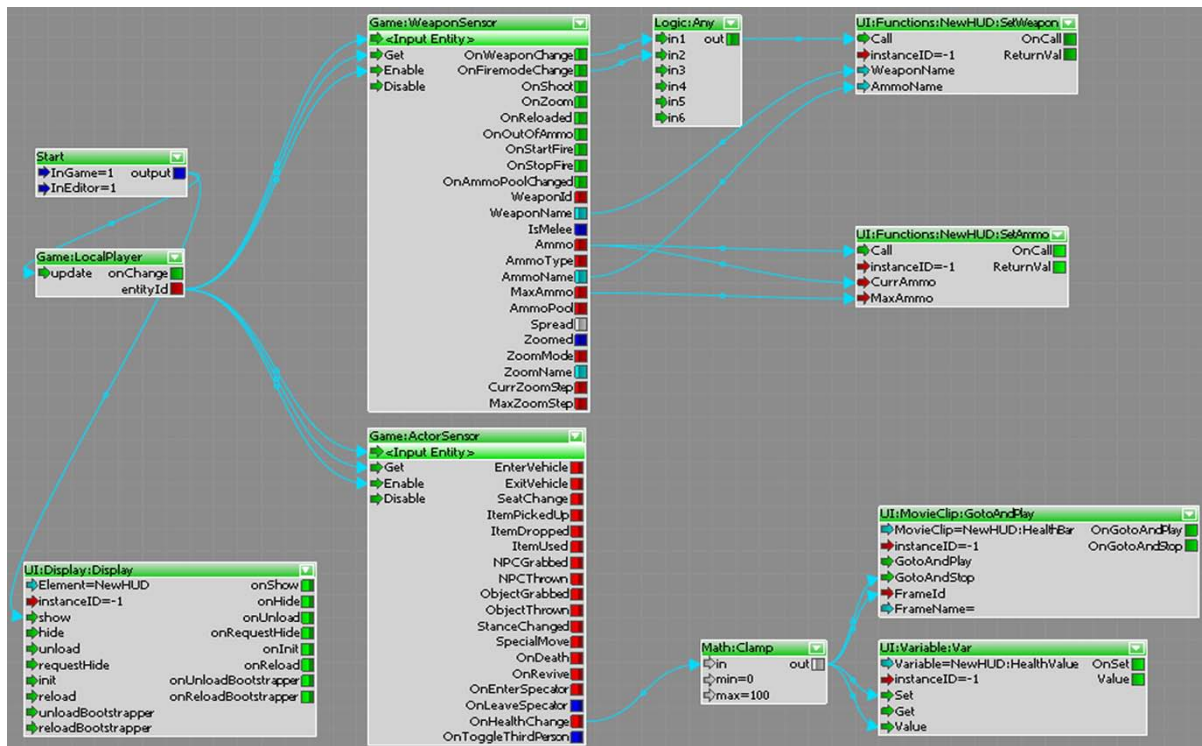 Start
InGame=1 output
InEditor=1
Game:LocalPlayer
update onChange
entityId
UI:Display:Display
Element=NewHUD onShow
instanceID=-1 onHide
show onUnload
hide onRequestHide
unload onInit
requestHide onReload
init onUnloadBootstrapper
reload onReloadBootstrapper
unloadBootstrapper
reloadBootstrapper
Game:WeaponSensor
<Input Entity>
Get OnWeaponChange
Enable OnFiremodeChange
Disable OnShoot
OnZoom
OnReloaded
OnOutOfAmmo
OnStartFire
OnStopFire
OnAmmoPoolChanged
WeaponId
WeaponName
IsMelee
Ammo
AmmoType
AmmoName
MaxAmmo
AmmoPool
Spread
Zoomed
ZoomMode
ZoomName
CurrZoomStep
MaxZoomStep
Game:ActorSensor
<Input Entity>
Get EnterVehicle
Enable ExitVehicle
Disable SeatChange
ItemPickedUp
ItemDropped
ItemUsed
NPCGrabbed
NPCThrown
ObjectGrabbed
ObjectThrown
StanceChanged
SpecialMove
OnDeath
OnRevive
OnEnterSpecator
OnLeaveSpecator
OnHealthChange
OnToggleThirdPerson
Logic:Any
in1 out
in2
in3
in4
in5
in6
UI:Functions:NewHUD:SetWeapon
Call OnCall
instanceID=-1 ReturnVal
WeaponName
AmmoName
UI:Functions:NewHUD:SetAmmo
Call OnCall
instanceID=-1 ReturnVal
CurrAmmo
MaxAmmo
Math:Clamp
in out
min=0
max=100
UI:MovieClip:GotoAndPlay
MovieClip=NewHUD:HealthBar OnGotoAndPlay
instanceID=-1 OnGotoAndStop
GotoAndPlay
GotoAndStop
FrameId
FrameName=
UI:Variable:Var
Variable=NewHUD:HealthValue OnSet
instanceID=-1 Value
Set
Get
Value